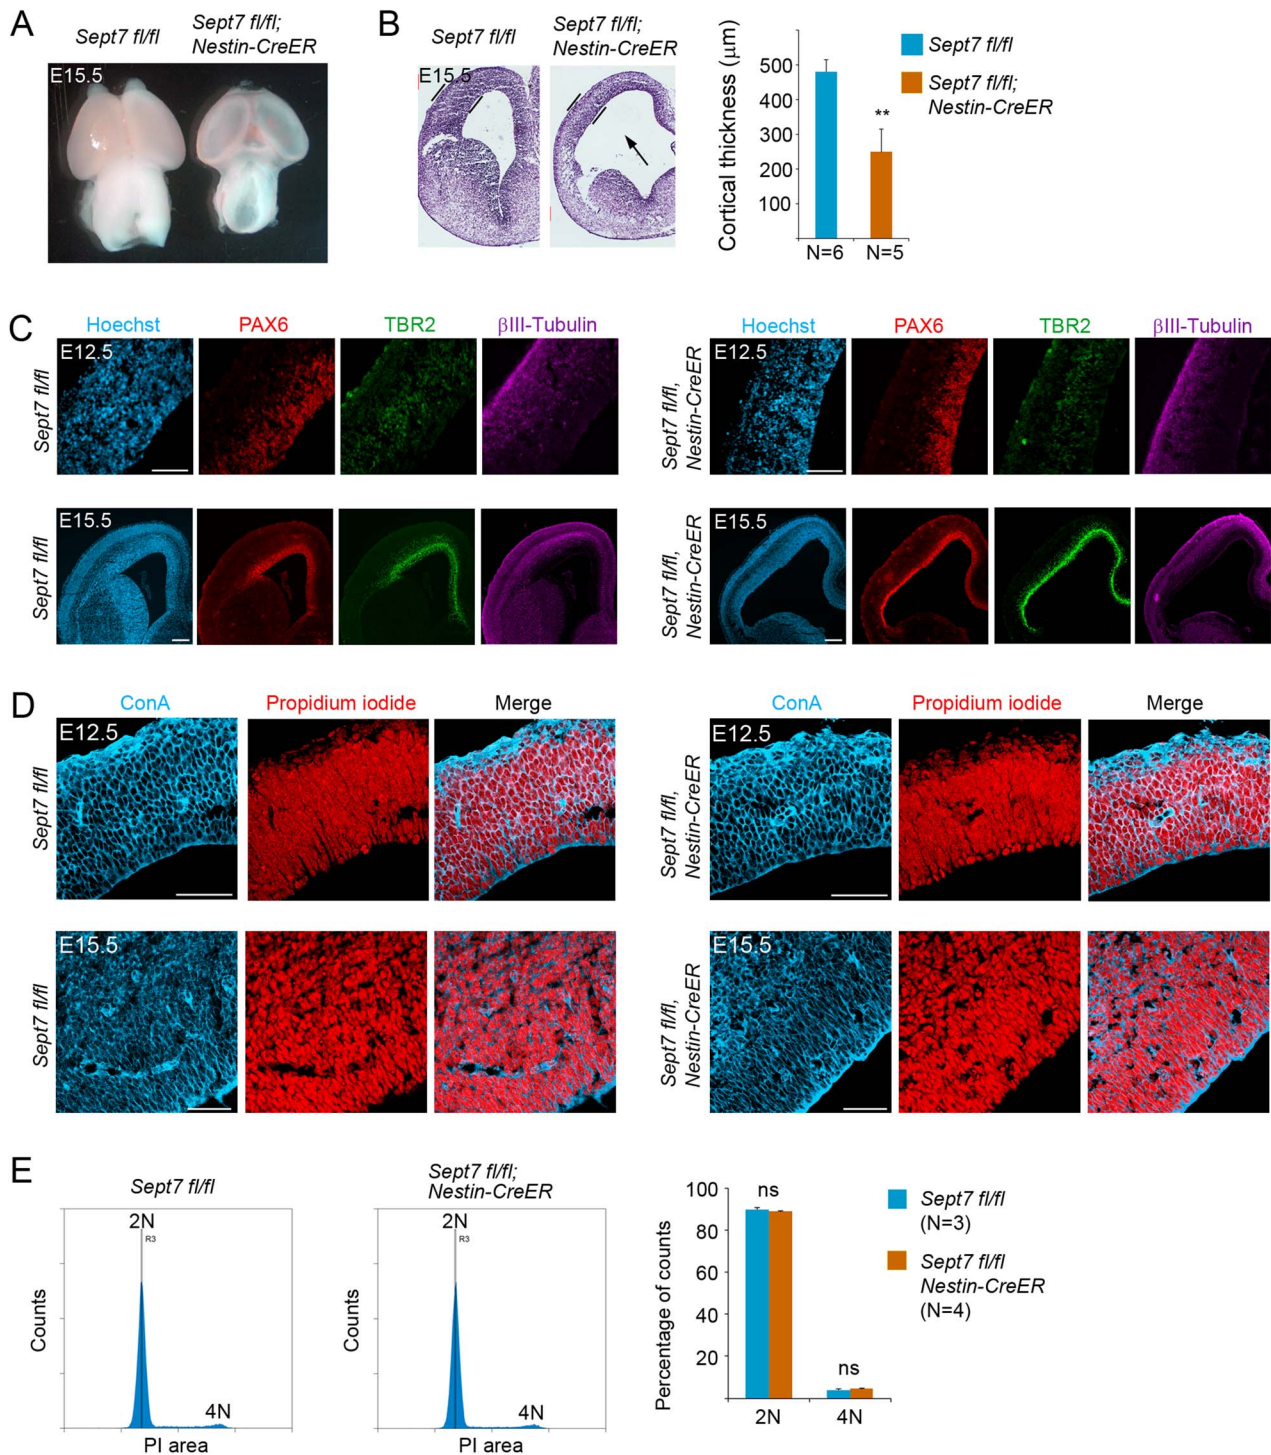 A
Sept7 fl/fl
Sept7 fl/fl;
Nestin-CreER
E15.5
B
Sept7 fl/fl
Sept7 fl/fl;
Nestin-CreER
E15.5
Cortical thickness (μm)
500
400
300
200
100
**
N=6
N=5
Sept7 fl/fl
Sept7 fl/fl;
Nestin-CreER
C
Hoechst
PAX6
TBR2
βIII-Tubulin
Hoechst
PAX6
TBR2
βIII-Tubulin
Sept7 fl/fl
E12.5
Sept7 fl/fl,
Nestin-CreER
E12.5
Sept7 fl/fl
E15.5
Sept7 fl/fl,
Nestin-CreER
E15.5
D
ConA
Propidium iodide
Merge
ConA
Propidium iodide
Merge
Sept7 fl/fl
E12.5
Sept7 fl/fl,
Nestin-CreER
E12.5
Sept7 fl/fl
E15.5
Sept7 fl/fl,
Nestin-CreER
E15.5
E
Sept7 fl/fl
2N
R3
4N
Counts
PI area
Sept7 fl/fl;
Nestin-CreER
2N
R3
4N
Counts
PI area
Percentage of counts
100
80
60
40
20
ns
ns
2N
4N
Sept7 fl/fl
(N=3)
Sept7 fl/fl
Nestin-CreER
(N=4)